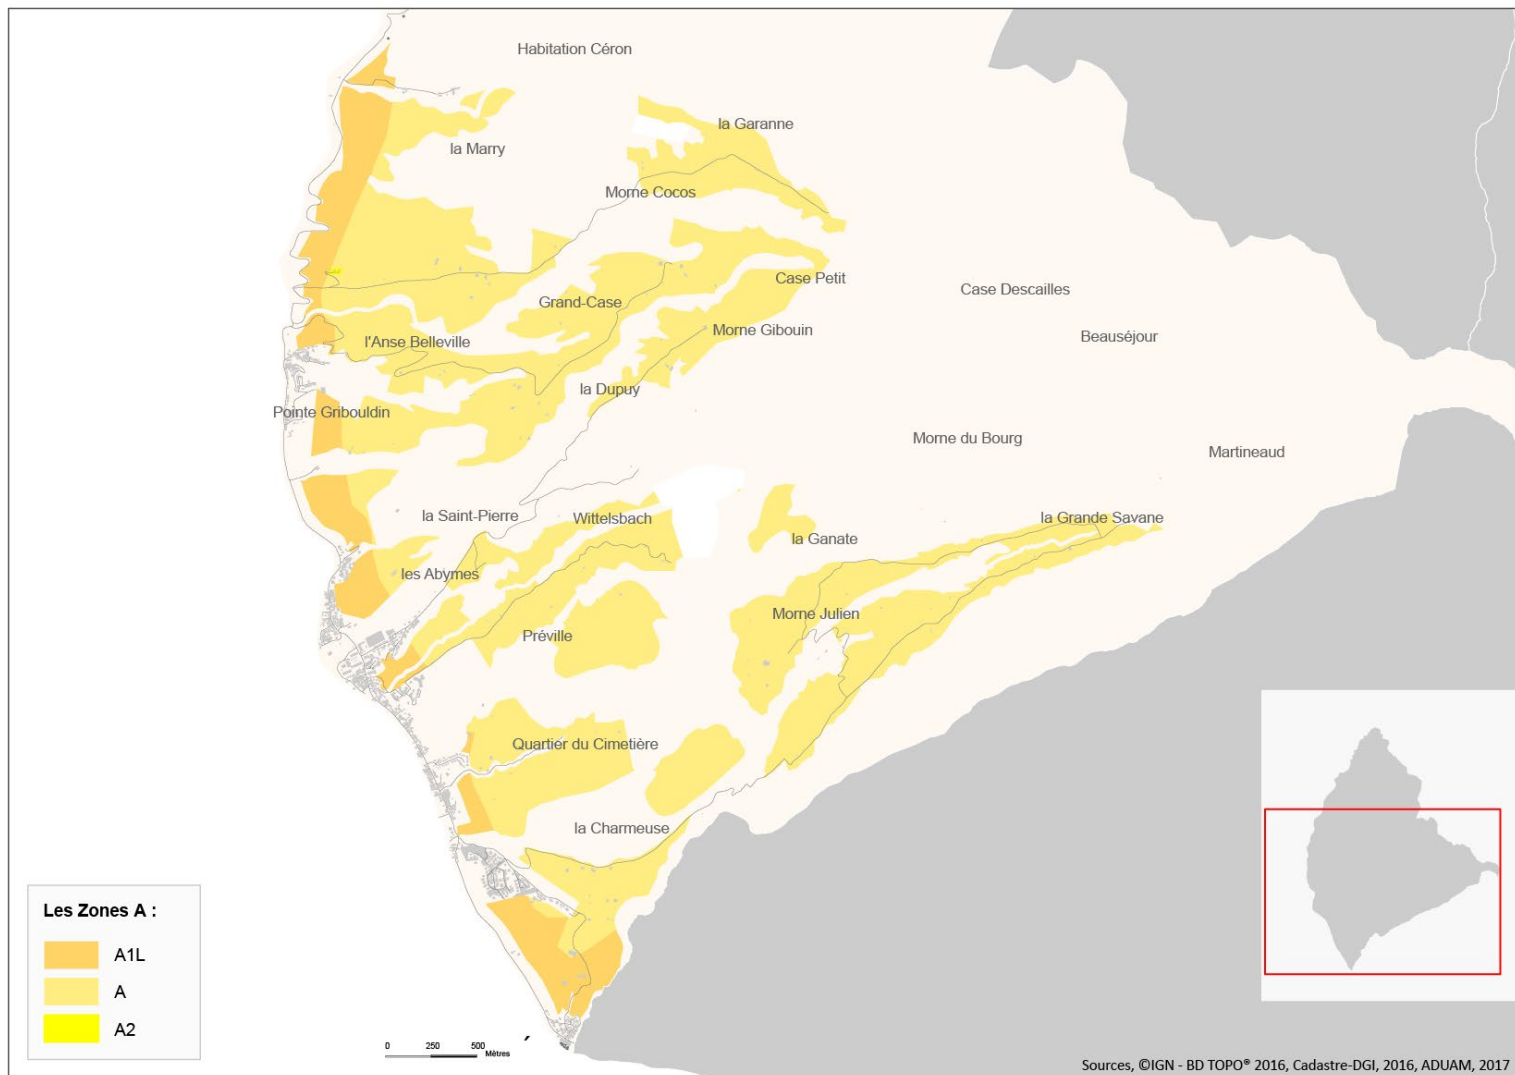 Habitation Céron
la Garanne
la Marry
Morne Cocos
Case Petit
Case Descailles
Grand-Case
Morne Gibouin
Beauséjour
l'Anse Belleville
la Dupuy
Pointe Gribouldin
Morne du Bourg
Martineaud
la Saint-Pierre
Wittelsbach
la Grande Savane
la Ganate
les Abymes
Morne Julien
Préville
Quartier du Cimetière
la Charmeuse
Les Zones A :
A1L
A
A2
0 250 500
Mètres
Sources, ©IGN - BD TOPO® 2016, Cadastre-DGI, 2016, ADUAM, 2017